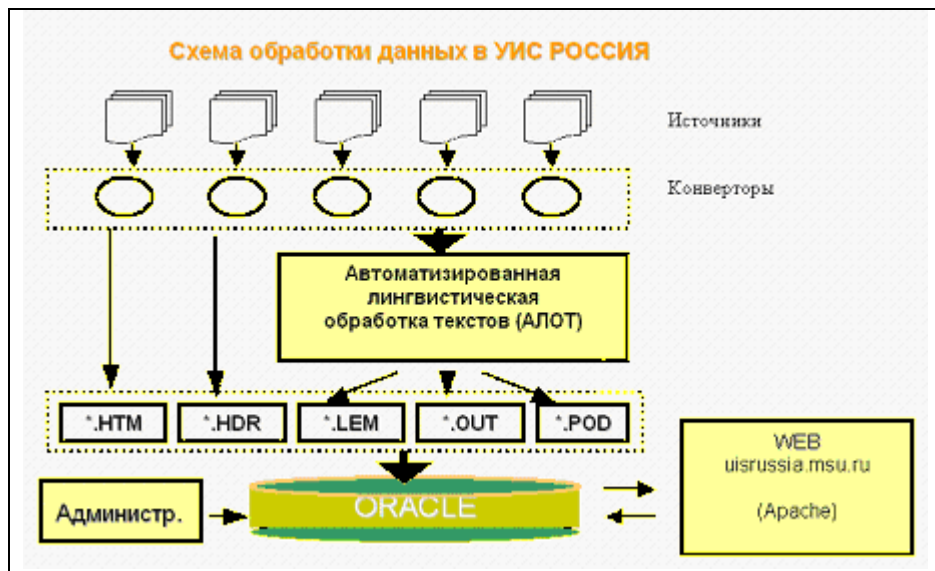 Схема обработки данных в УИС РОССИЯ
Источники
Конверторы
Автоматизированная
лингвистическая
обработка текстов (АЛОТ)
*.HTM
*.HDR
*.LEM
*.OUT
*.POD
WEB
uisrussia.msu.ru
(Apache)
Администр.
ORACLE